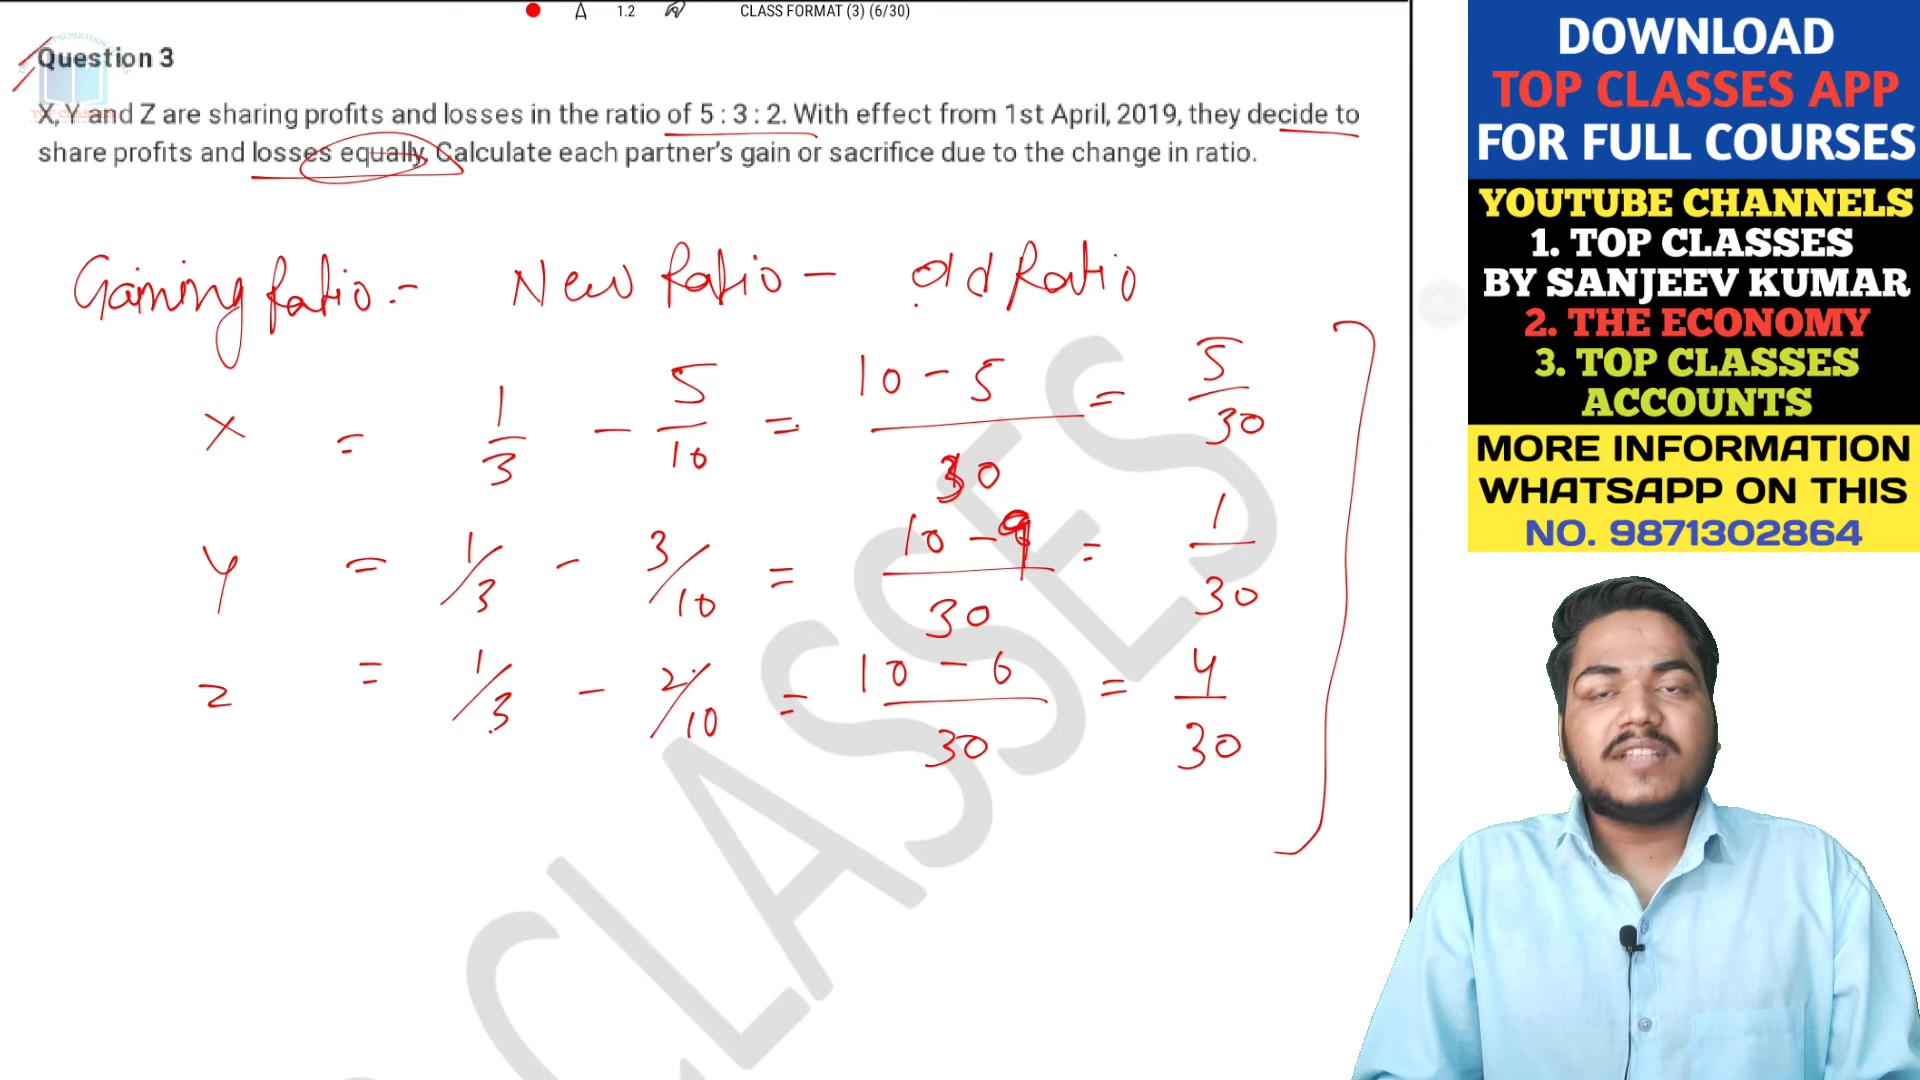 CLASS FORMAT (3) (6/30)
1.2
Question 3
X, Y and Z are sharing profits and losses in the ratio of 5 : 3 : 2. With effect from 1st April, 2019, they decide to
share profits and losses equally. Calculate each partner's gain or sacrifice due to the change in ratio.
Gaining Ratio :- New Ratio - Old Ratio
X = 1/3 - 5/10 = 10 - 5/30 = 5/30
Y = 1/3 - 3/10 = 10 - 9/30 = 1/30
Z = 1/3 - 2/10 = 10 - 6/30 = 4/30
CLASSES
DOWNLOAD
TOP CLASSES APP
FOR FULL COURSES
YOUTUBE CHANNELS
1. TOP CLASSES
BY SANJEEV KUMAR
2. THE ECONOMY
3. TOP CLASSES
ACCOUNTS
MORE INFORMATION
WHATSAPP ON THIS
NO. 9871302864